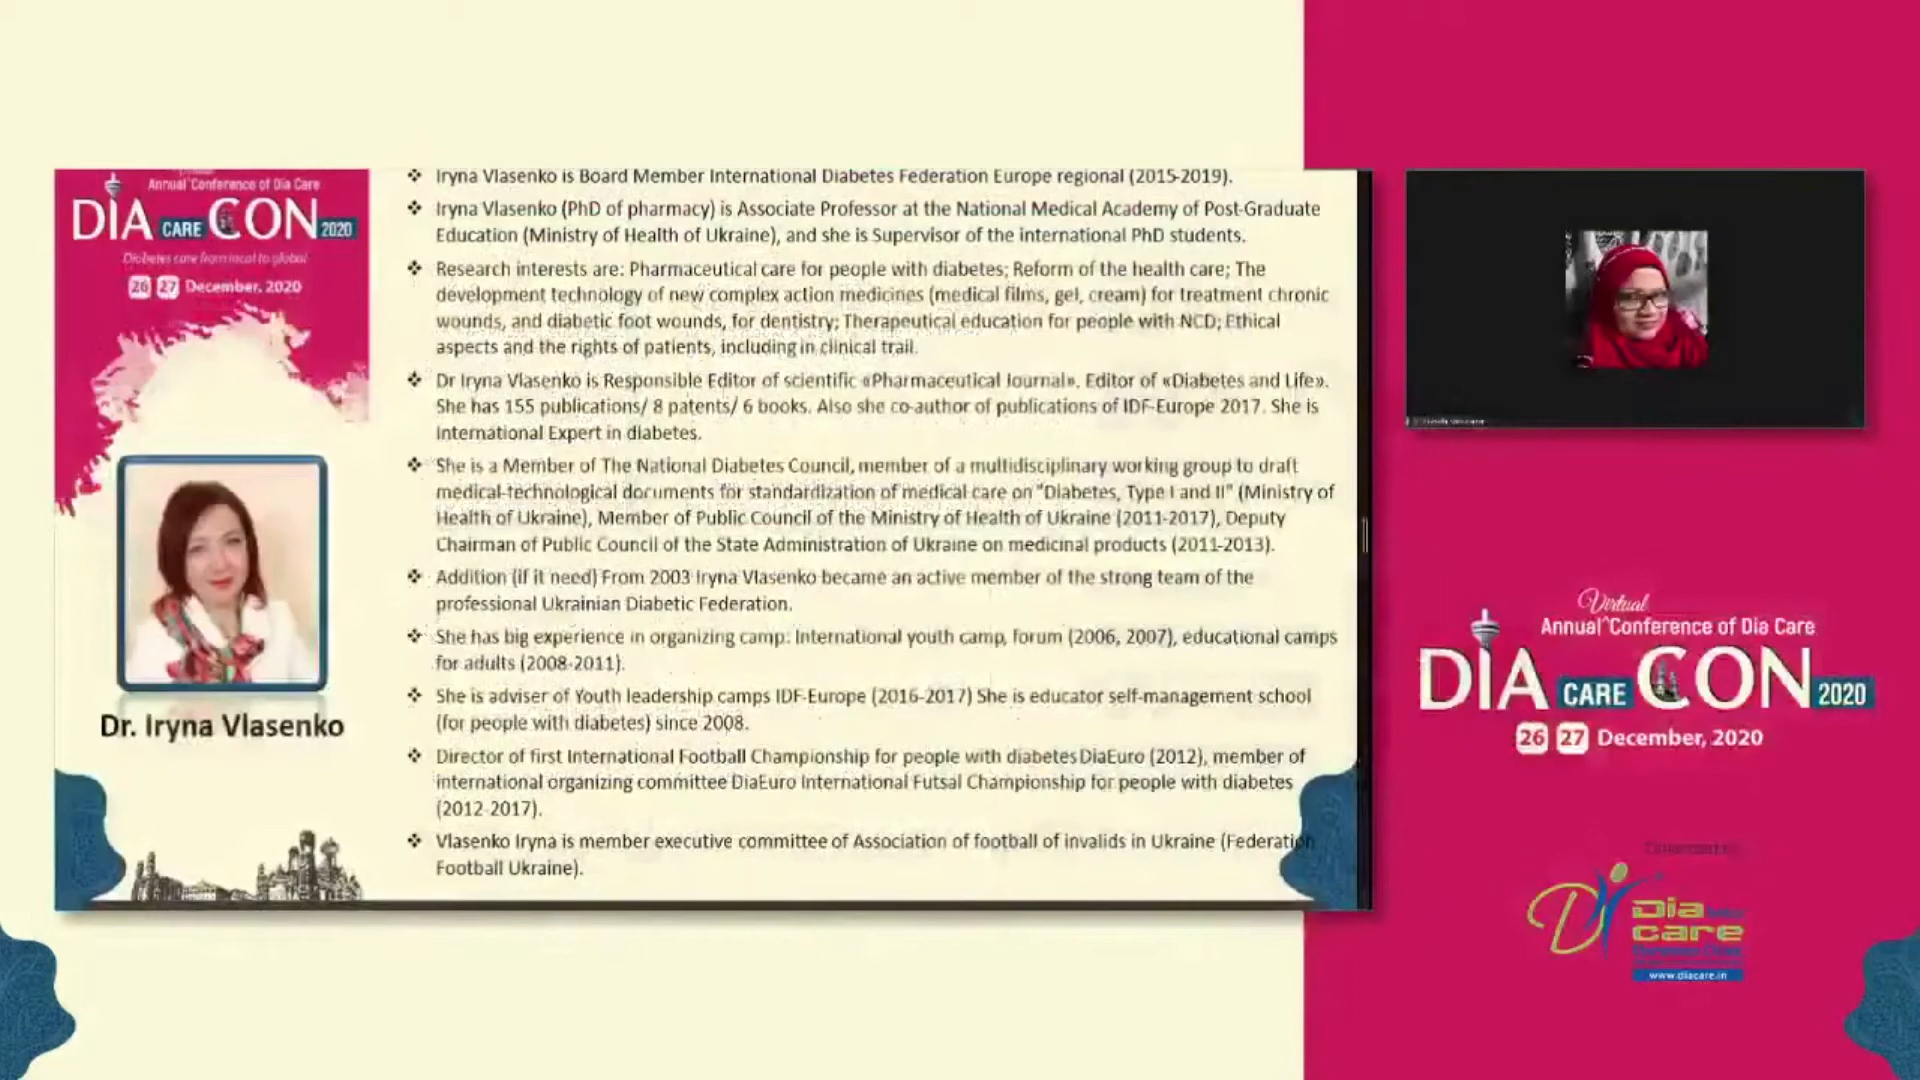 Annual Conference of Dia Care
DIA CARE CON 2020
Diabetes care from local to global
26 27 December, 2020
Dr. Iryna Vlasenko
❖ Iryna Vlasenko is Board Member International Diabetes Federation Europe regional (2015-2019).
❖ Iryna Vlasenko (PhD of pharmacy) is Associate Professor at the National Medical Academy of Post-Graduate
Education (Ministry of Health of Ukraine), and she is Supervisor of the international PhD students.
❖ Research interests are: Pharmaceutical care for people with diabetes; Reform of the health care; The
development technology of new complex action medicines (medical films, gel, cream) for treatment chronic
wounds, and diabetic foot wounds, for dentistry; Therapeutical education for people with NCD; Ethical
aspects and the rights of patients, including in clinical trail.
❖ Dr Iryna Vlasenko is Responsible Editor of scientific «Pharmaceutical Journal». Editor of «Diabetes and Life».
She has 155 publications/ 8 patents/ 6 books. Also she co-author of publications of IDF-Europe 2017. She is
International Expert in diabetes.
❖ She is a Member of The National Diabetes Council, member of a multidisciplinary working group to draft
medical-technological documents for standardization of medical care on "Diabetes, Type I and II" (Ministry of
Health of Ukraine), Member of Public Council of the Ministry of Health of Ukraine (2011-2017), Deputy
Chairman of Public Council of the State Administration of Ukraine on medicinal products (2011-2013).
❖ Addition (if it need) From 2003 Iryna Vlasenko became an active member of the strong team of the
professional Ukrainian Diabetic Federation.
❖ She has big experience in organizing camp: International youth camp, forum (2006, 2007), educational camps
for adults (2008-2011).
❖ She is adviser of Youth leadership camps IDF-Europe (2016-2017) She is educator self-management school
(for people with diabetes) since 2008.
❖ Director of first International Football Championship for people with diabetes DiaEuro (2012), member of
international organizing committee DiaEuro International Futsal Championship for people with diabetes
(2012-2017).
❖ Vlasenko Iryna is member executive committee of Association of football of invalids in Ukraine (Federation
Football Ukraine).
Virtual
Annual^Conference of Dia Care
DIA CARE CON 2020
26 27 December, 2020
Dia
care
www.diacare.in